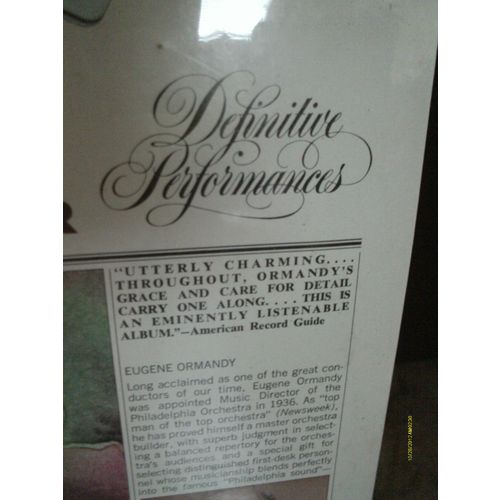 Definitive
Performances
R
"UTTERLY CHARMING....
THROUGHOUT, ORMANDY'S
GRACE AND CARE FOR DETAIL
CARRY ONE ALONG.... THIS IS
AN EMINENTLY LISTENABLE
ALBUM."—American Record Guide
EUGENE ORMANDY
Long acclaimed as one of the great con-
ductors of our time, Eugene Ormandy
was appointed Music Director of the
Philadelphia Orchestra in 1936. As "top
man of the top orchestra" (Newsweek),
he has proved himself a master orchestra
builder, with superb judgment in select-
ing a balanced repertory for the orches-
tra's audiences and a special gift for
selecting distinguished first-desk person-
nel whose musicianship blends perfectly
into the famous "Philadelphia sound"—